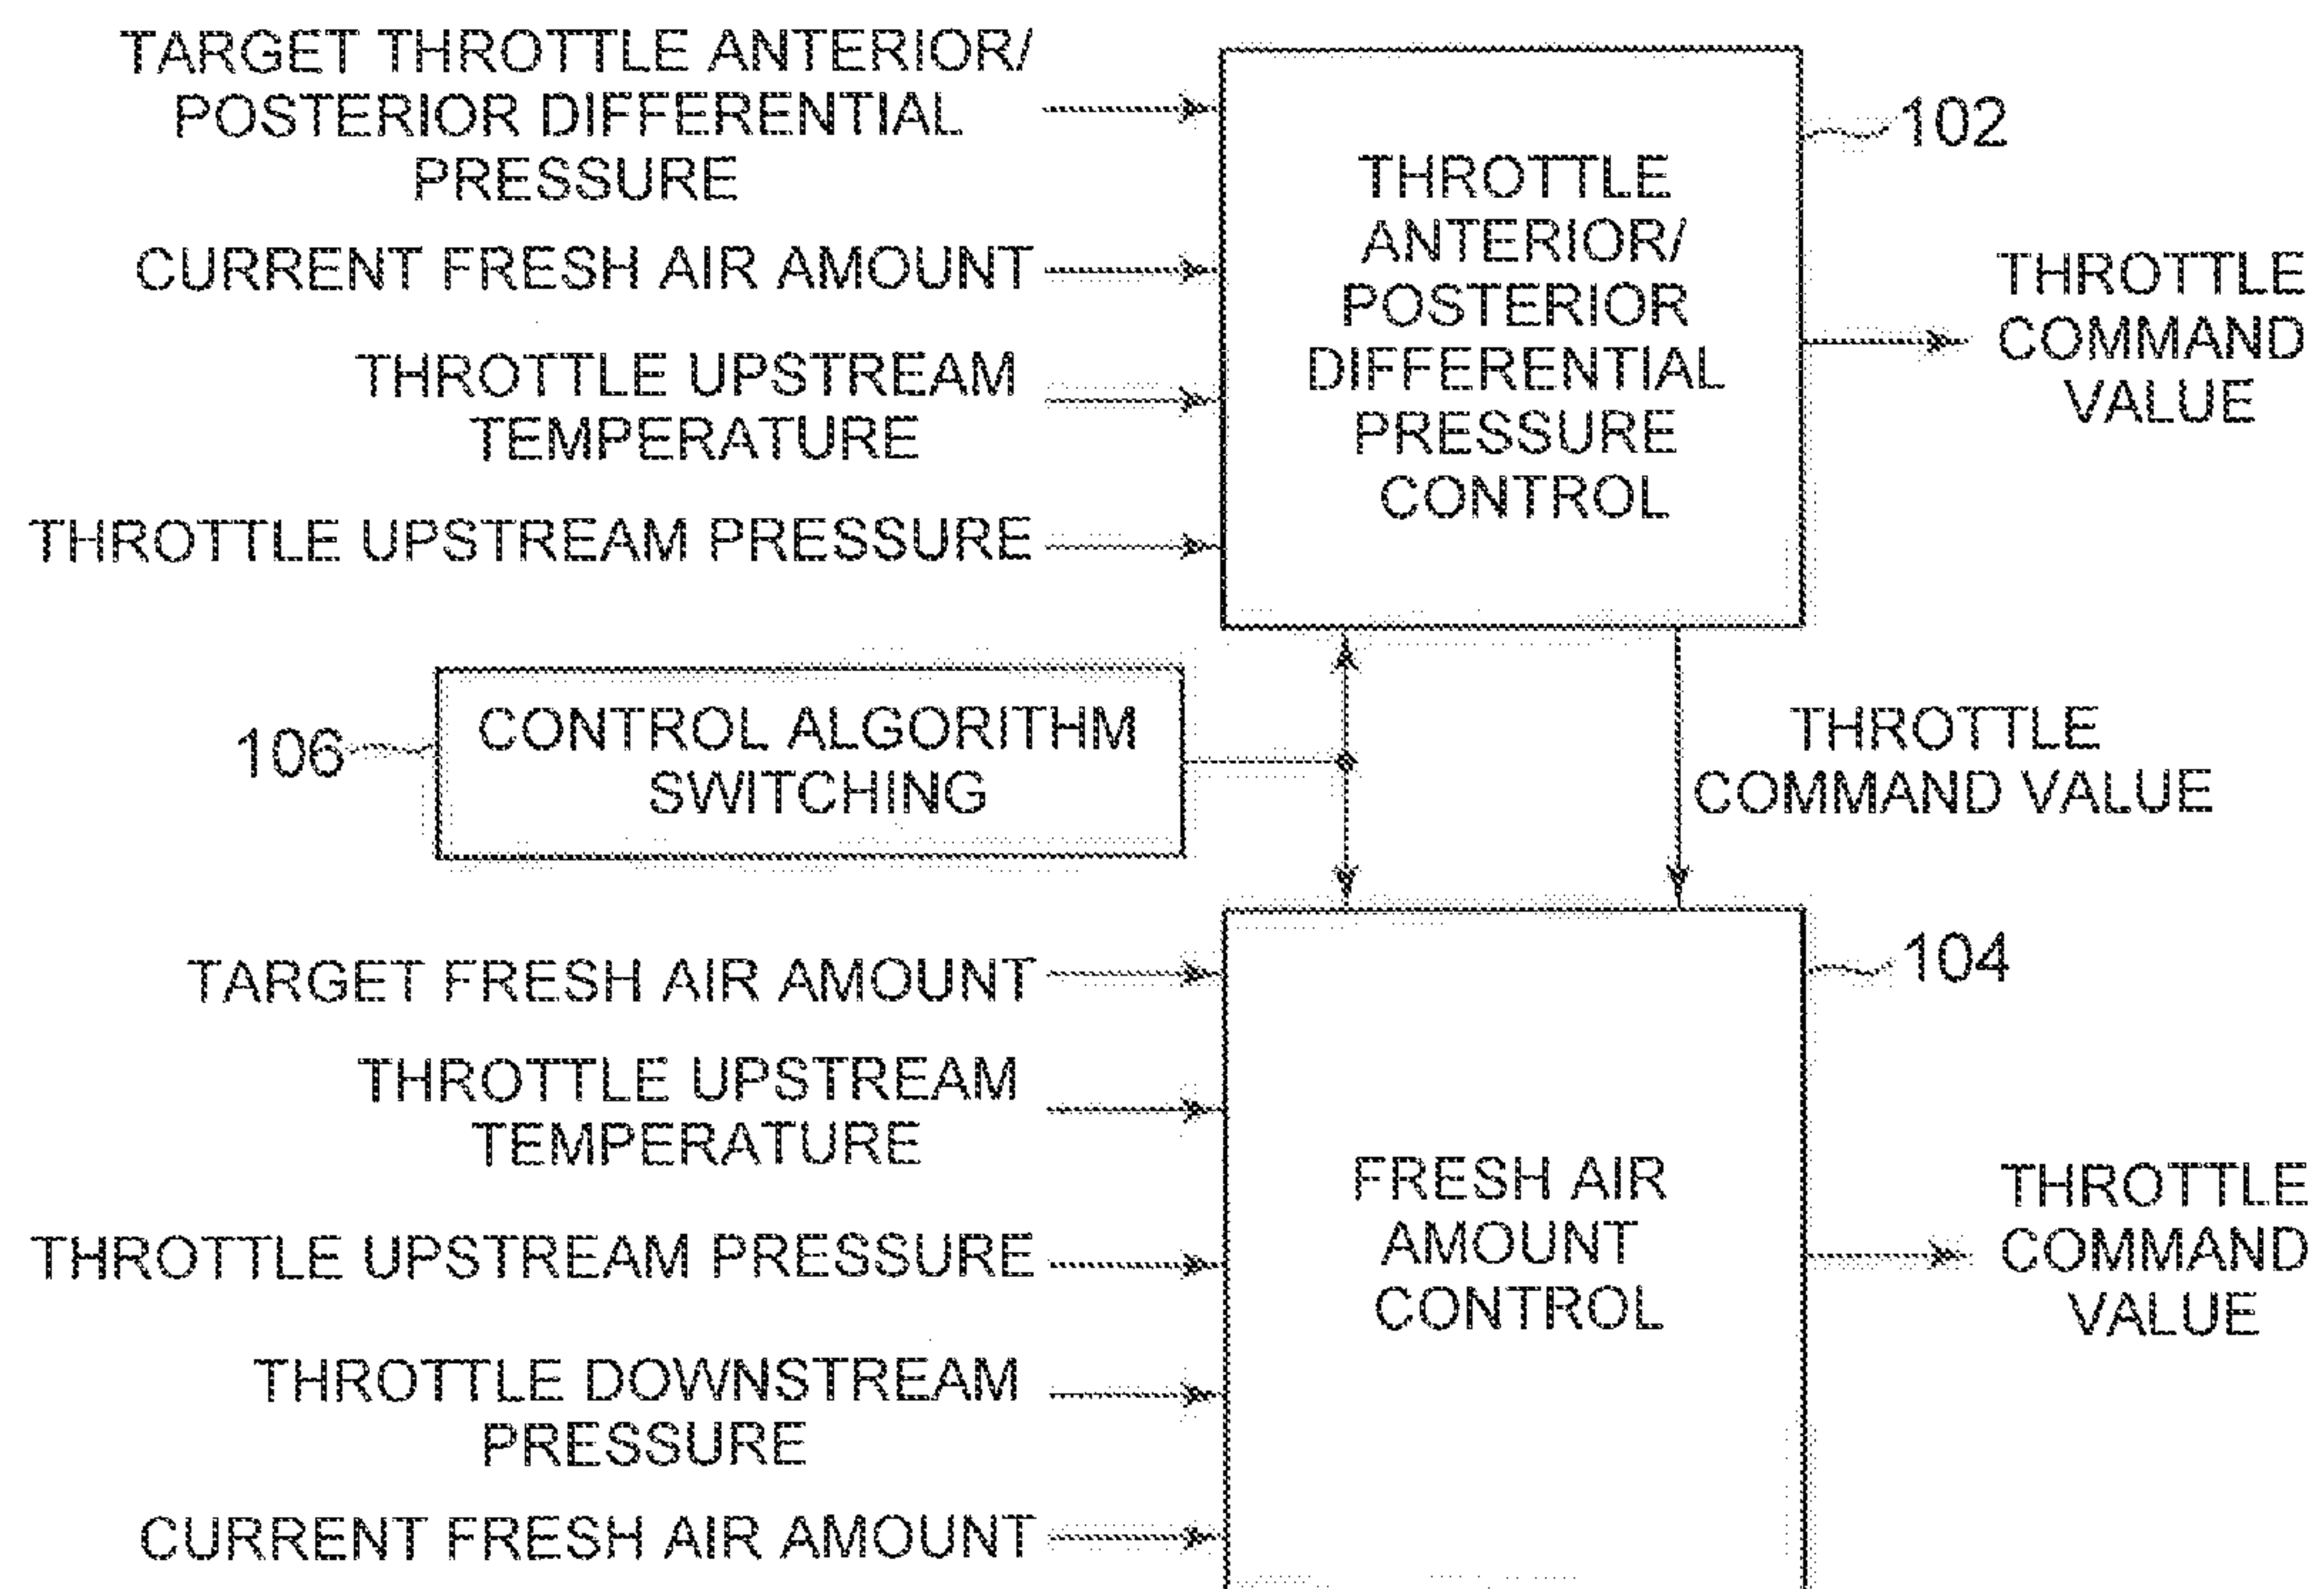 TARGET THROTTLE ANTERIOR/
POSTERIOR DIFFERENTIAL
PRESSURE
CURRENT FRESH AIR AMOUNT
THROTTLE UPSTREAM
TEMPERATURE
THROTTLE UPSTREAM PRESSURE
THROTTLE
ANTERIOR/
POSTERIOR
DIFFERENTIAL
PRESSURE
CONTROL
102
THROTTLE
COMMAND
VALUE
106
CONTROL ALGORITHM
SWITCHING
THROTTLE
COMMAND VALUE
TARGET FRESH AIR AMOUNT
THROTTLE UPSTREAM
TEMPERATURE
THROTTLE UPSTREAM PRESSURE
THROTTLE DOWNSTREAM
PRESSURE
CURRENT FRESH AIR AMOUNT
FRESH AIR
AMOUNT
CONTROL
104
THROTTLE
COMMAND
VALUE